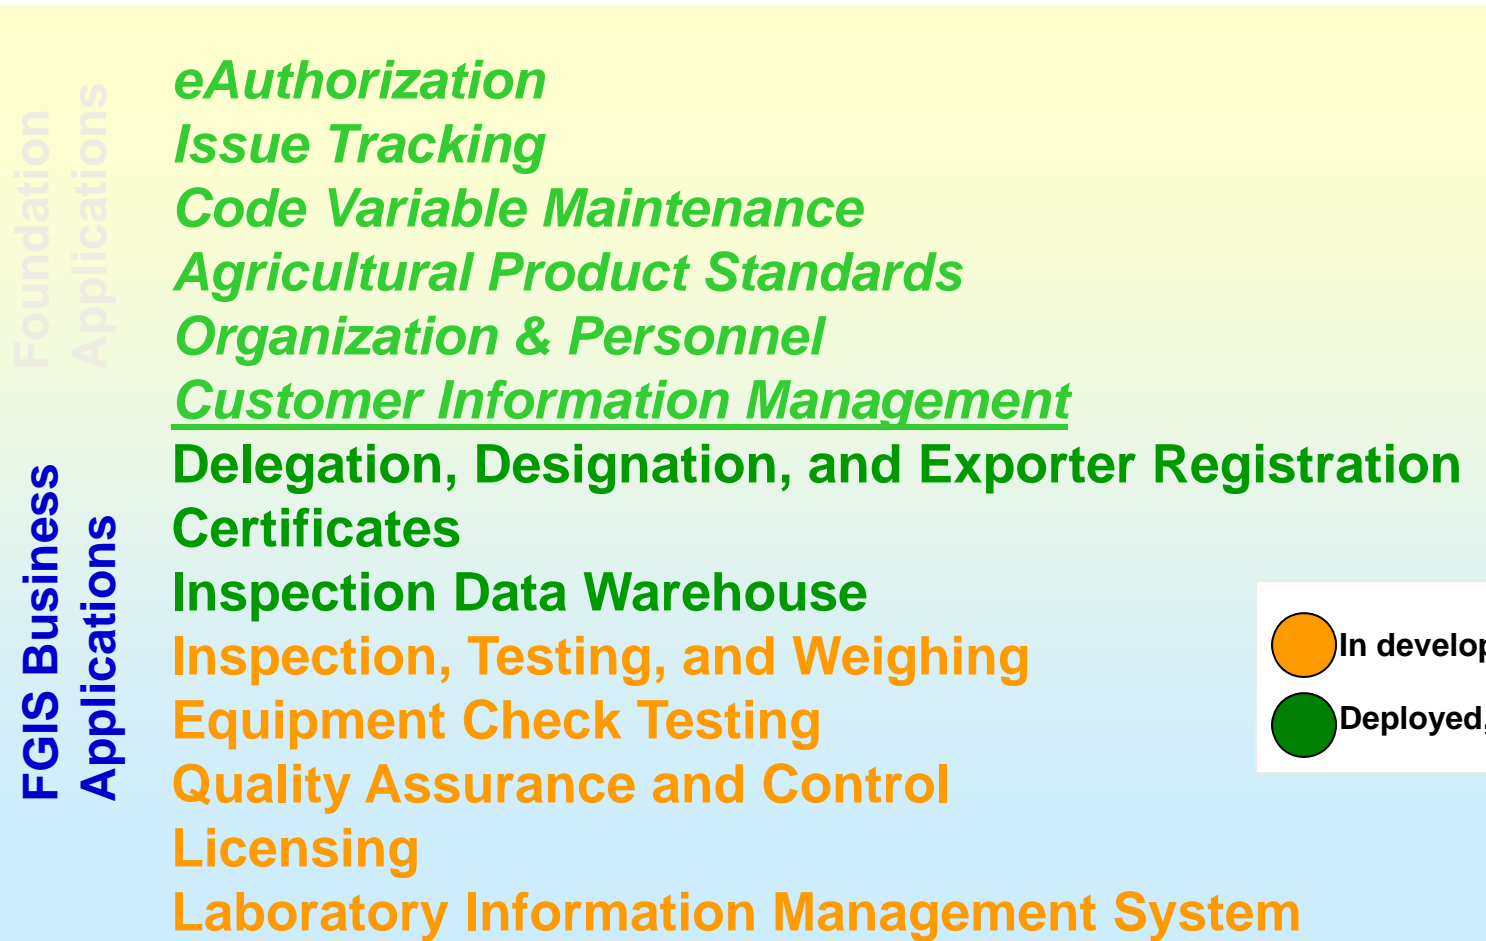 Foundation
Applications
eAuthorization
Issue Tracking
Code Variable Maintenance
Agricultural Product Standards
Organization & Personnel
Customer Information Management
FGIS Business
Applications
Delegation, Designation, and Exporter Registration
Certificates
Inspection Data Warehouse
Inspection, Testing, and Weighing
Equipment Check Testing
Quality Assurance and Control
Licensing
Laboratory Information Management System
In
Deployed,